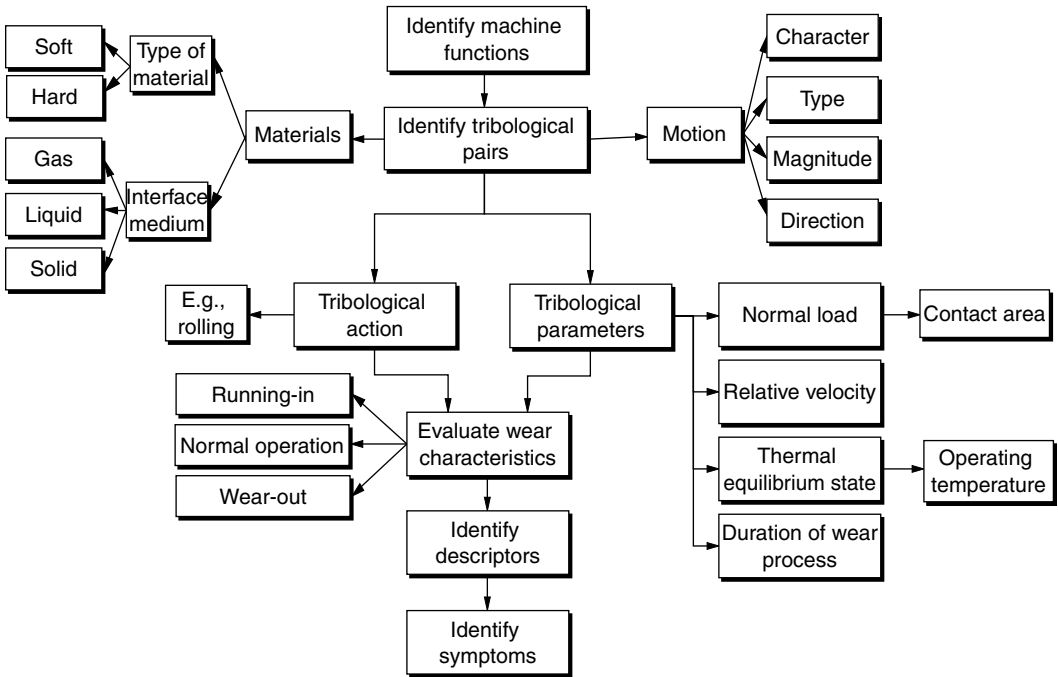 Identify machine
functions
Soft
Hard
Type of
material
Character
Type
Magnitude
Direction
Materials
Identify tribological
pairs
Motion
Gas
Liquid
Solid
Interface
medium
E.g.,
rolling
Tribological
action
Tribological
parameters
Normal load
Contact area
Running-in
Normal operation
Wear-out
Evaluate wear
characteristics
Relative velocity
Thermal
equilibrium state
Operating
temperature
Duration of wear
process
Identify
descriptors
Identify
symptoms